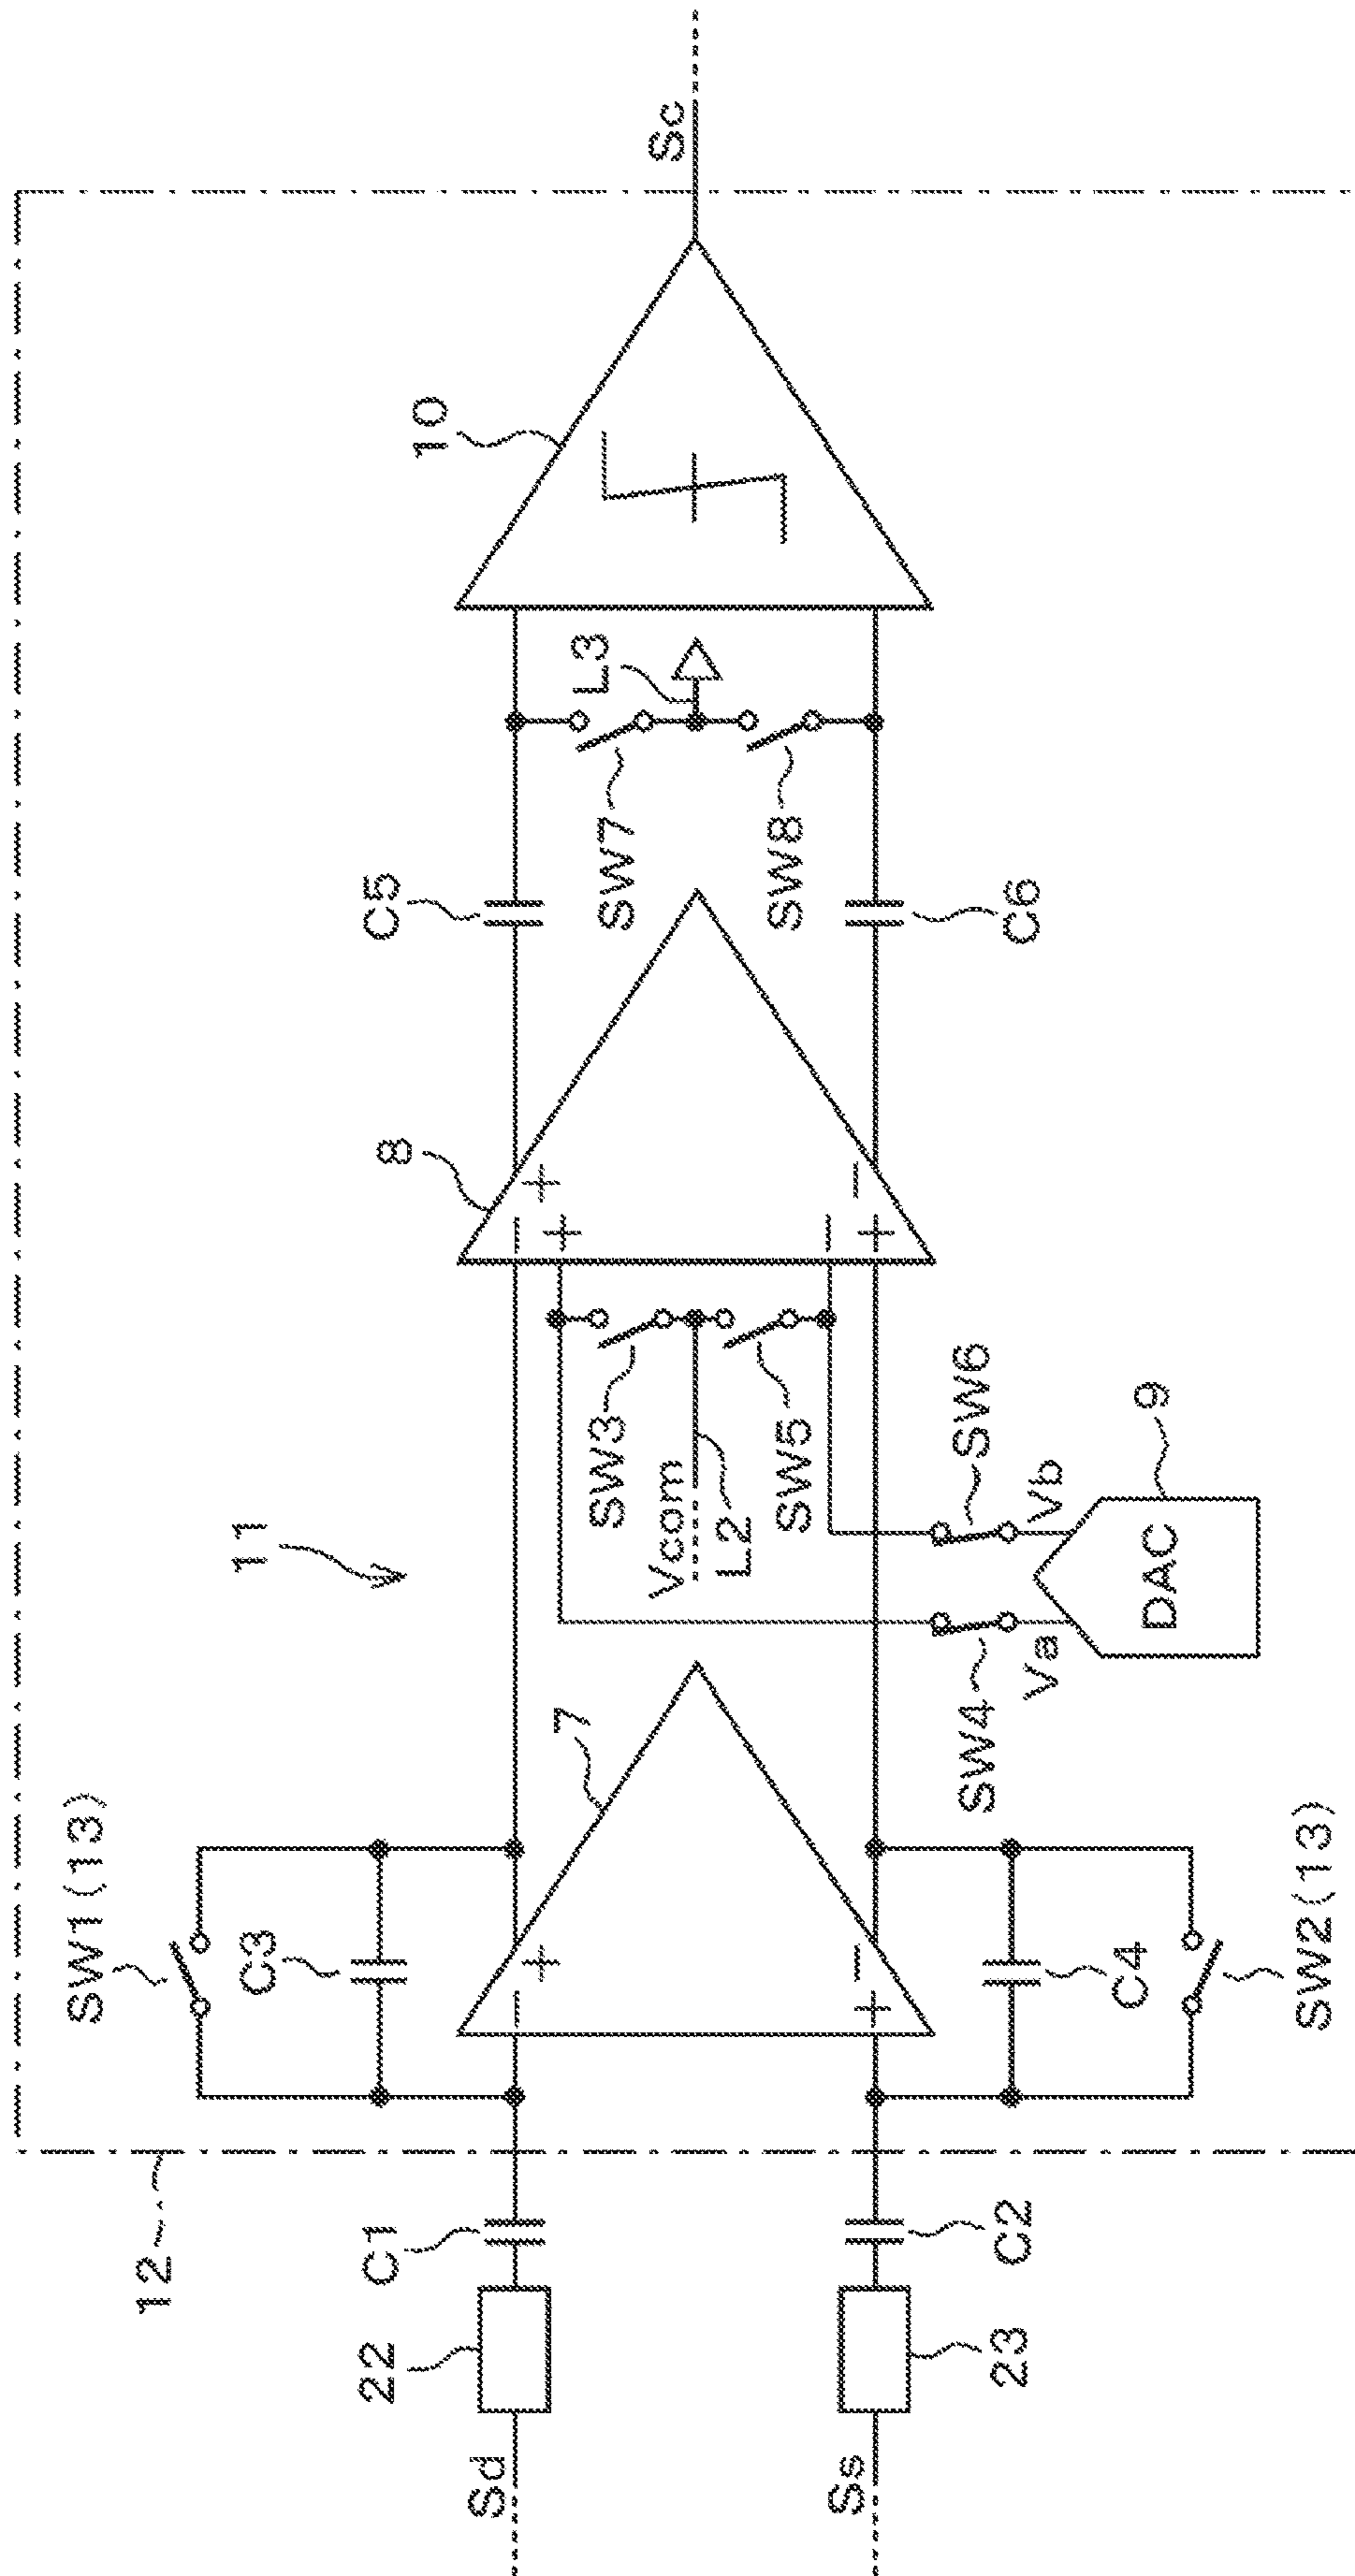 12
SW1(13)
C3
11
8
C5
10
Sd
22
C1
-
+
7
-
+
+
SW3
Vcom
L2
SW5
SW7
L3
SW8
Sc
Ss
23
C2
+
-
-
+
-
C4
SW2(13)
SW4
Va
SW6
Vb
DAC
9
C6